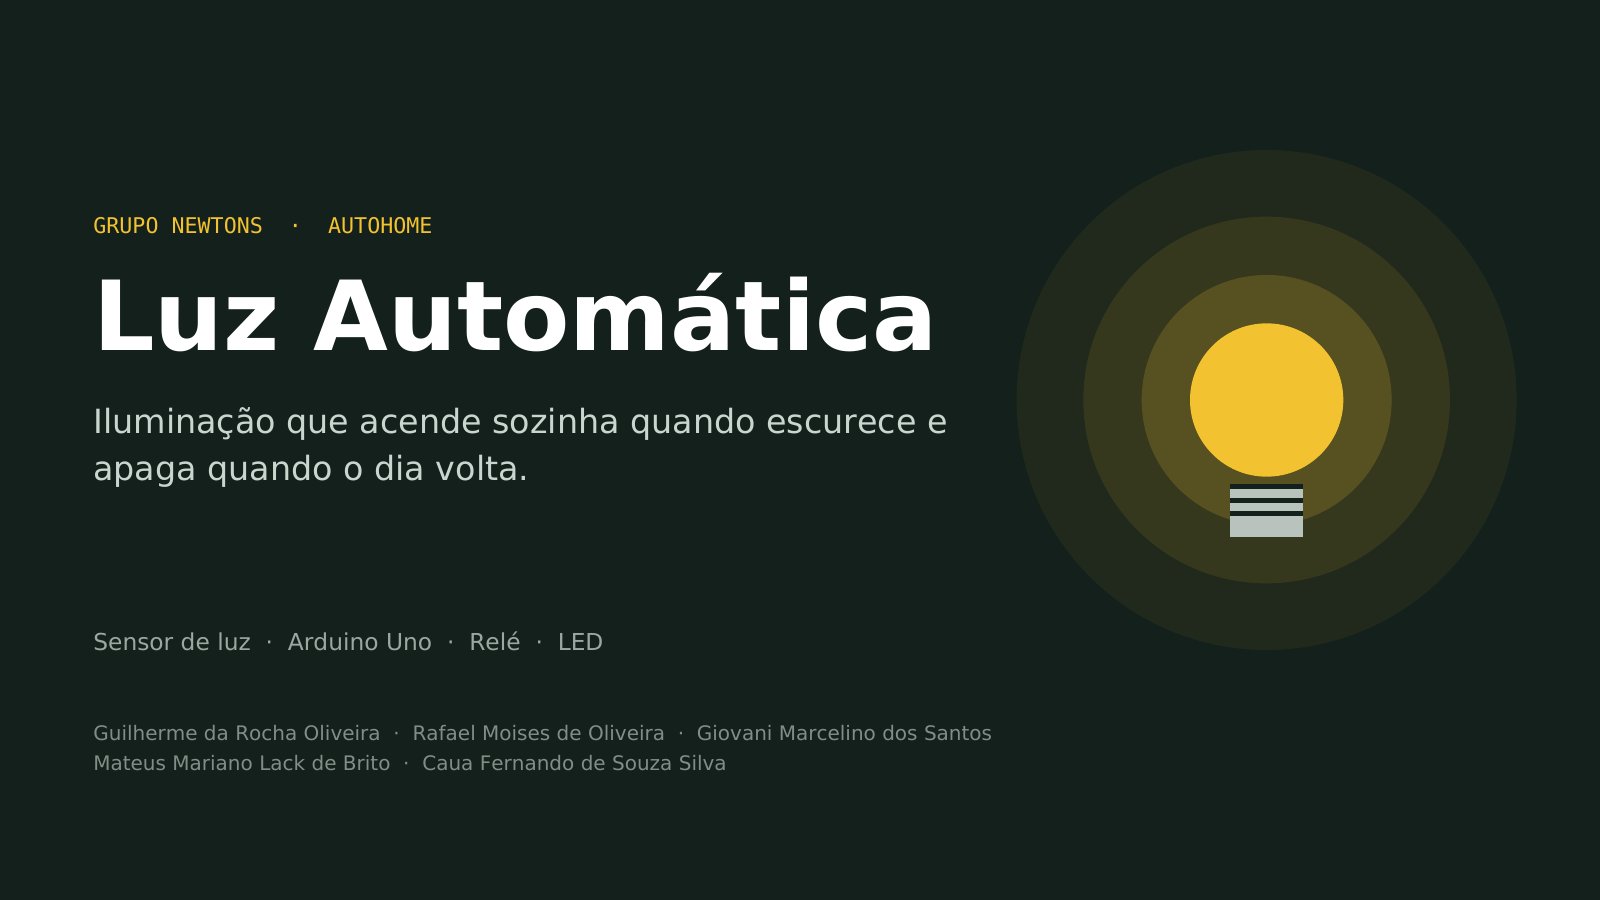 GRUPO NEWTONS · AUTOHOME
Luz Automática
Iluminação que acende sozinha quando escurece e
apaga quando o dia volta.
Sensor de luz · Arduino Uno · Relé · LED
Guilherme da Rocha Oliveira · Rafael Moises de Oliveira · Giovani Marcelino dos Santos
Mateus Mariano Lack de Brito · Caua Fernando de Souza Silva